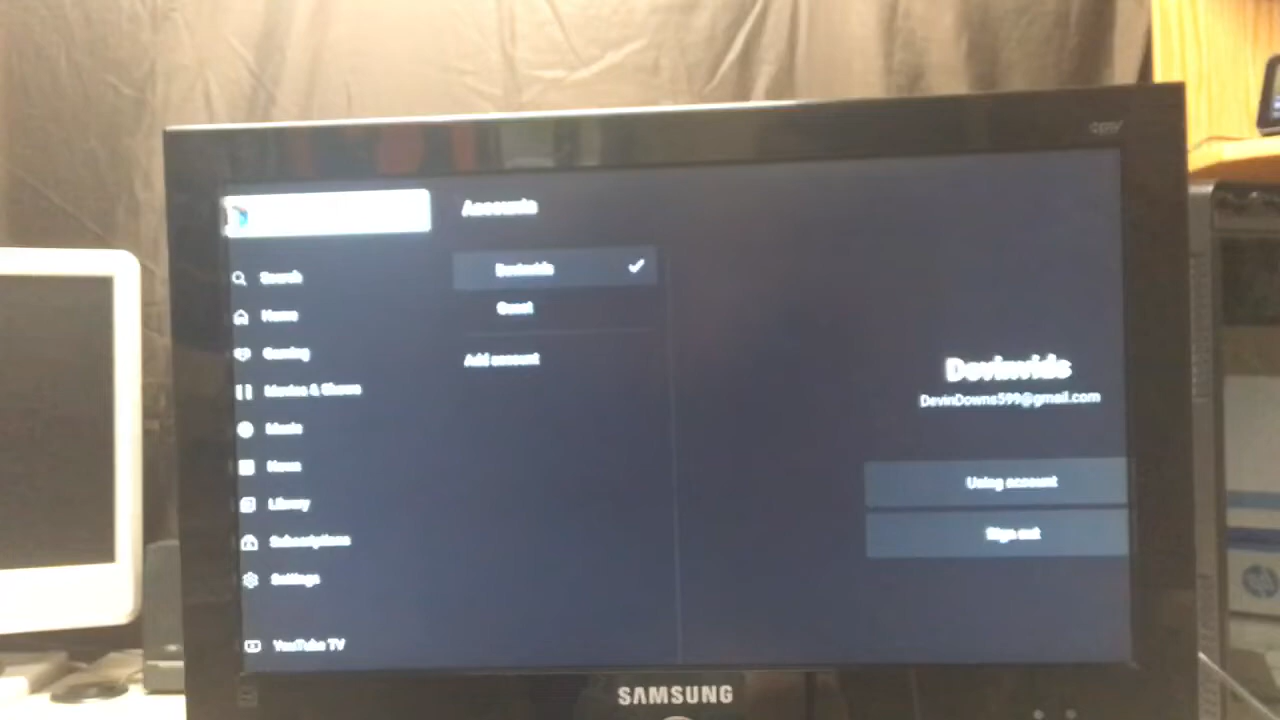 Accounts
Devinvids
Search
Guest
Home
Gaming
Add account
Movies & Shows
Devinvids
DevinDowns599@gmail.com
Music
News
Using account
Library
Sign out
Subscriptions
Settings
YouTube TV
SAMSUNG